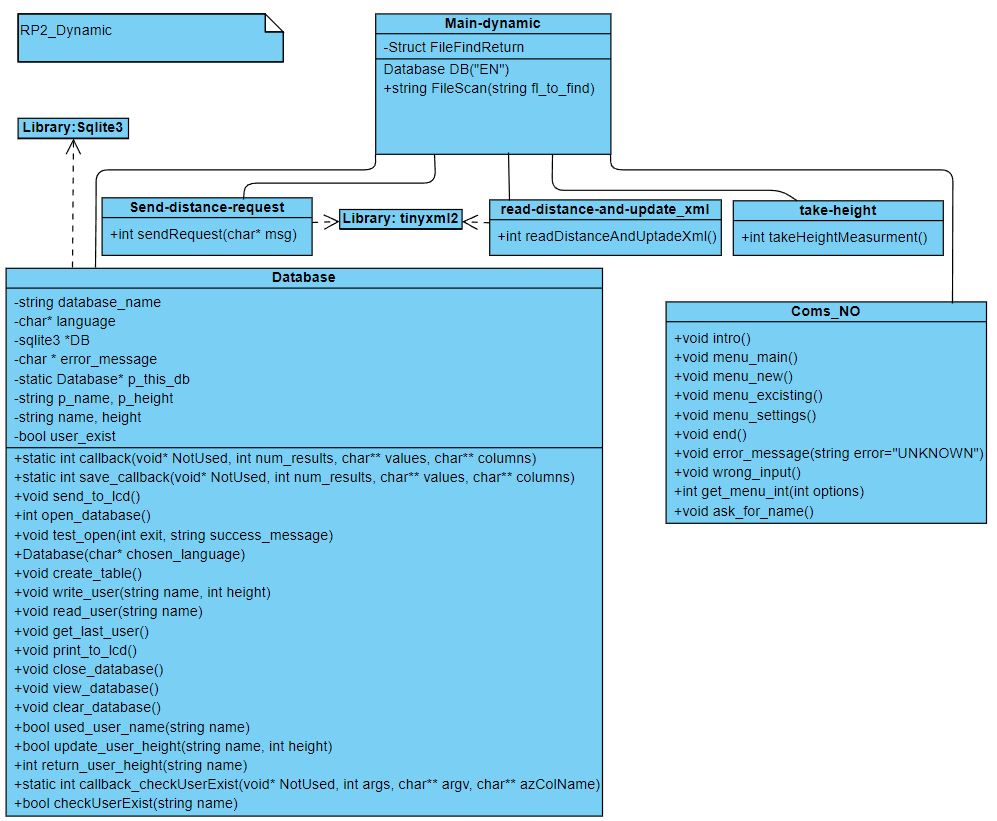 RP2_Dynamic
Main-dynamic
-Struct FileFindReturn
Database DB("EN")
+string FileScan(string fl_to_find)
Library:Sqlite3
Send-distance-request
+int sendRequest(char* msg)
Library: tinyxml2
read-distance-and-update_xml
+int readDistanceAndUptadeXml()
take-height
+int takeHeightMeasurment()
Database
-string database_name
-char* language
-sqlite3 *DB
-char * error_message
-static Database* p_this_db
-string p_name, p_height
-string name, height
-bool user_exist
+static int callback(void* NotUsed, int num_results, char** values, char** columns)
+static int save_callback(void* NotUsed, int num_results, char** values, char** columns)
+void send_to_lcd()
+int open_database()
+void test_open(int exit, string success_message)
+Database(char* chosen_language)
+void create_table()
+void write_user(string name, int height)
+void read_user(string name)
+void get_last_user()
+void print_to_lcd()
+void close_database()
+void view_database()
+void clear_database()
+bool used_user_name(string name)
+bool update_user_height(string name, int height)
+int return_user_height(string name)
+static int callback_checkUserExist(void* NotUsed, int args, char** argv, char** azColName)
+bool checkUserExist(string name)
Coms_NO
+void intro()
+void menu_main()
+void menu_new()
+void menu_excisting()
+void menu_settings()
+void end()
+void error_message(string error="UNKNOWN")
+void wrong_input()
+int get_menu_int(int options)
+void ask_for_name()